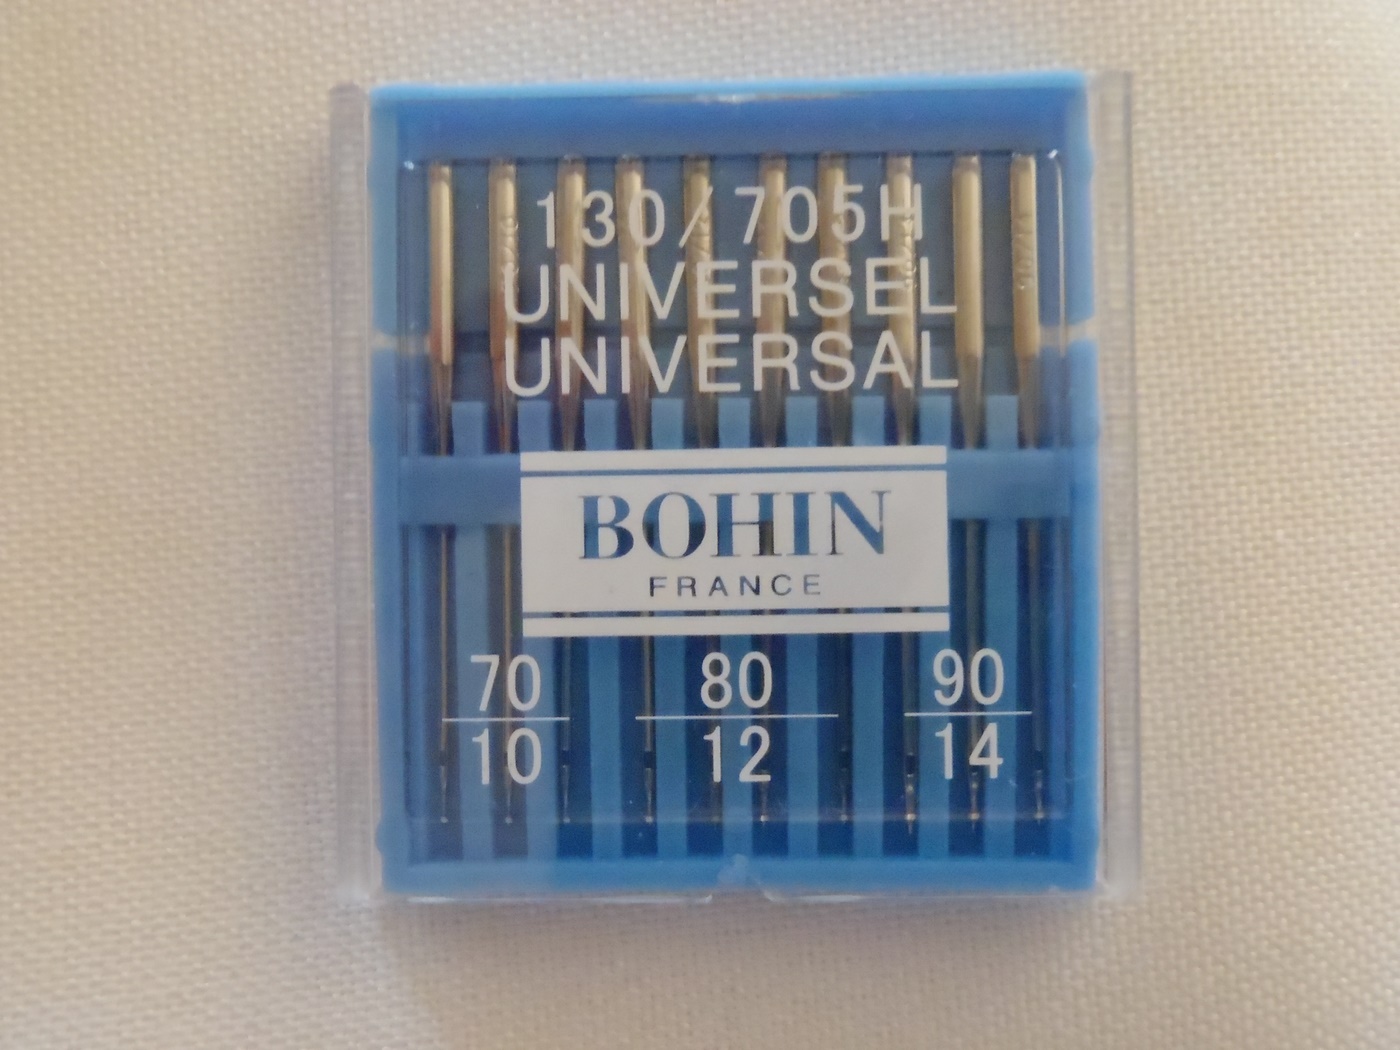 130/705H
UNIVERSEL
UNIVERSAL
BOHIN
FRANCE
70 80 90
10 12 14